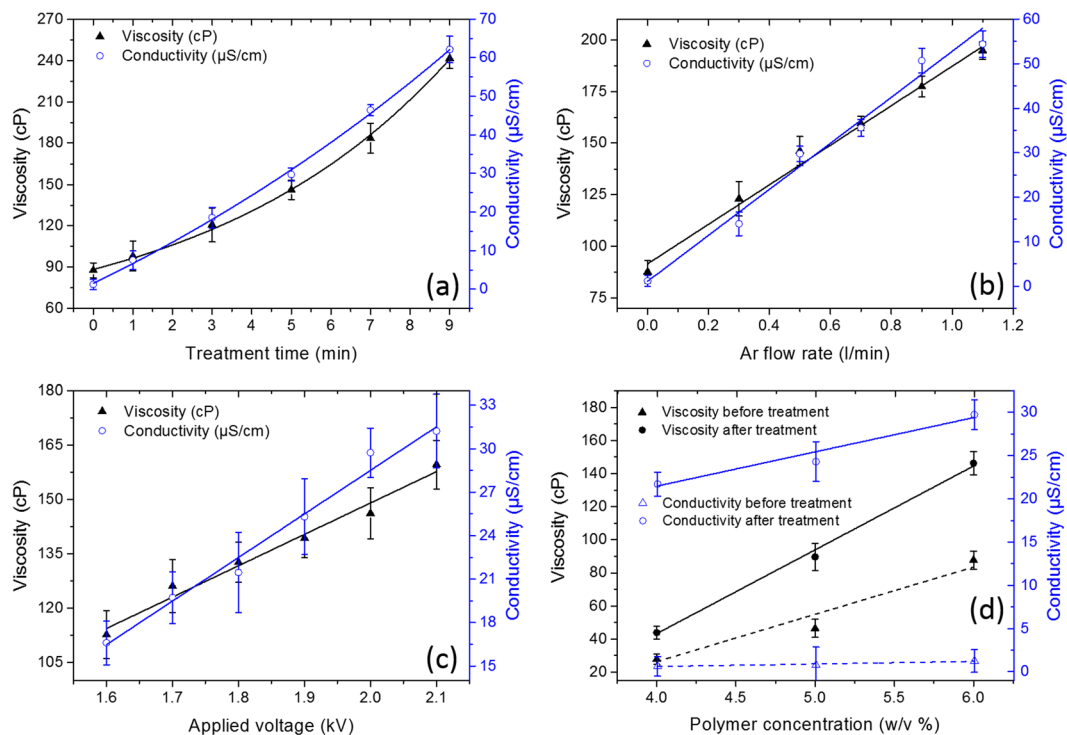 Viscosity (cP)
Conductivity (µS/cm)
270
240
210
180
150
120
90
60
Viscosity (cP)
70
60
50
40
30
20
10
0
Conductivity (µS/cm)
(a)
0 1 2 3 4 5 6 7 8 9
Treatment time (min)
Viscosity (cP)
Conductivity (µS/cm)
200
175
150
125
100
75
Viscosity (cP)
60
50
40
30
20
10
0
Conductivity (µS/cm)
(b)
0.0 0.2 0.4 0.6 0.8 1.0 1.2
Ar flow rate (l/min)
Viscosity (cP)
Conductivity (µS/cm)
180
165
150
135
120
105
Viscosity (cP)
33
30
26
23
21
19
17
15
Conductivity (µS/cm)
(c)
1.6 1.7 1.8 1.9 2.0 2.1
Applied voltage (kV)
Viscosity before treatment
Viscosity after treatment
Conductivity before treatment
Conductivity after treatment
180
160
140
120
100
80
60
40
20
Viscosity (cP)
30
25
20
15
10
5
0
Conductivity (µS/cm)
(d)
4.0 4.5 5.0 5.5 6.0
Polymer concentration (w/v %)